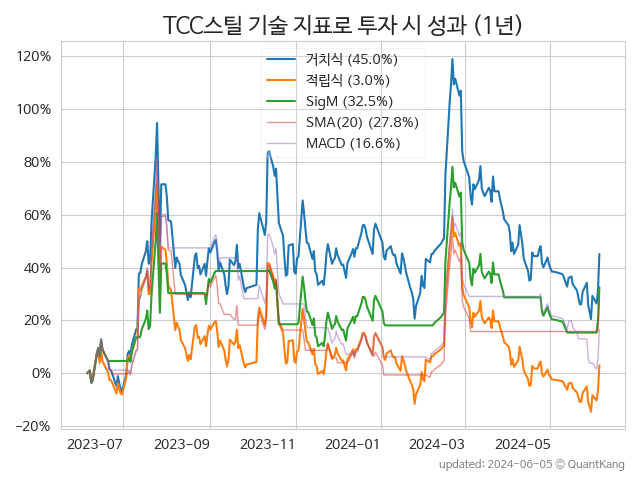 TCC스틸 기술 지표로 투자 시 성과 (1년)
거치식 (45.0%)
적립식 (3.0%)
SigM (32.5%)
SMA(20) (27.8%)
MACD (16.6%)
120%
100%
80%
60%
40%
20%
0%
−20%
2023−07 2023−09 2023−11 2024−01 2024−03 2024−05
updated: 2024-06-05 © QuantKang